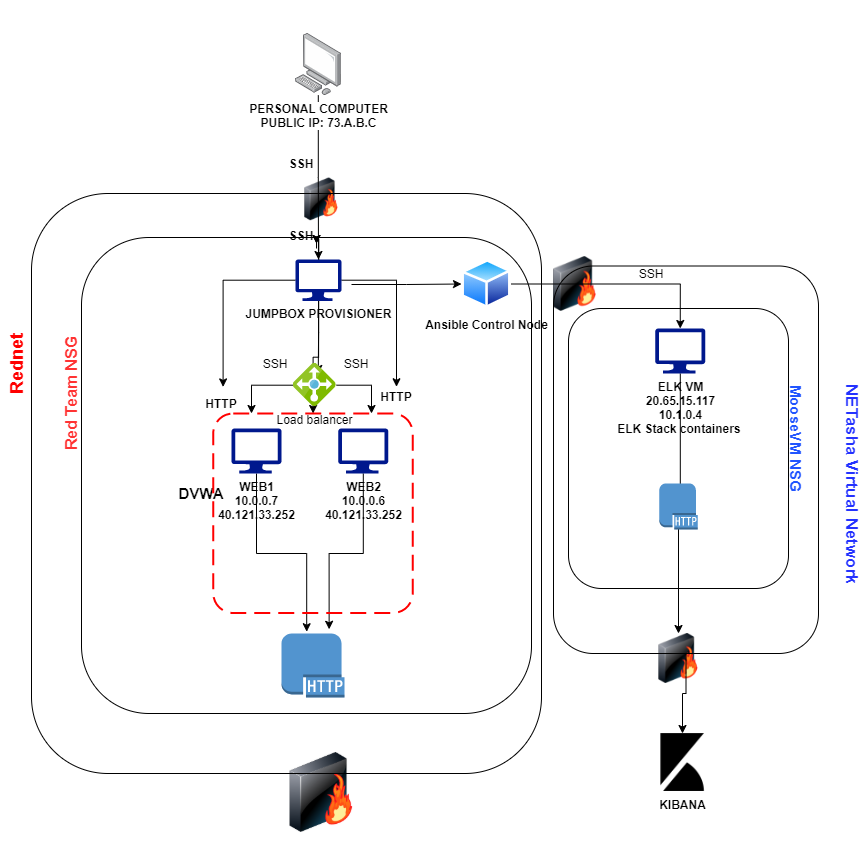 PERSONAL COMPUTER
PUBLIC IP: 73.A.B.C
SSH
SSH
JUMPBOX PROVISIONER
Ansible Control Node
SSH
SSH
SSH
HTTP
HTTP
Load balancer
DVWA
WEB1
10.0.0.7
40.121.33.252
WEB2
10.0.0.6
40.121.33.252
HTTP
Rednet
Red Team NSG
ELK VM
20.65.15.117
10.1.0.4
ELK Stack containers
HTTP
MooseVM NSG
NETasha Virtual Network
KIBANA